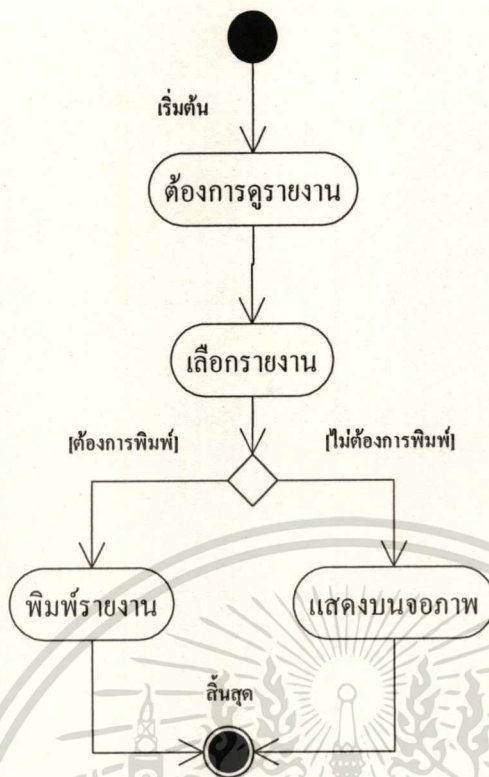 เริ่มต้น
ต้องการดูรายงาน
เลือกรายงาน
[ต้องการพิมพ์]
[ไม่ต้องการพิมพ์]
พิมพ์รายงาน
แสดงบนจอภาพ
สิ้นสุด